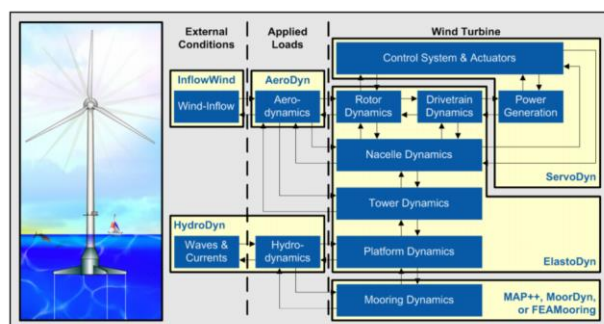 External Conditions
Applied Loads
Wind Turbine
Control System & Actuators
InflowWind
AeroDyn
Wind-Inflow
Aero-
dynamics
Rotor
Dynamics
Drivetrain
Dynamics
Power
Generation
Nacelle Dynamics
ServoDyn
Tower Dynamics
HydroDyn
Waves &
Currents
Hydro-
dynamics
Platform Dynamics
ElastoDyn
Mooring Dynamics
MAP++, MoorDyn,
or FEAMooring